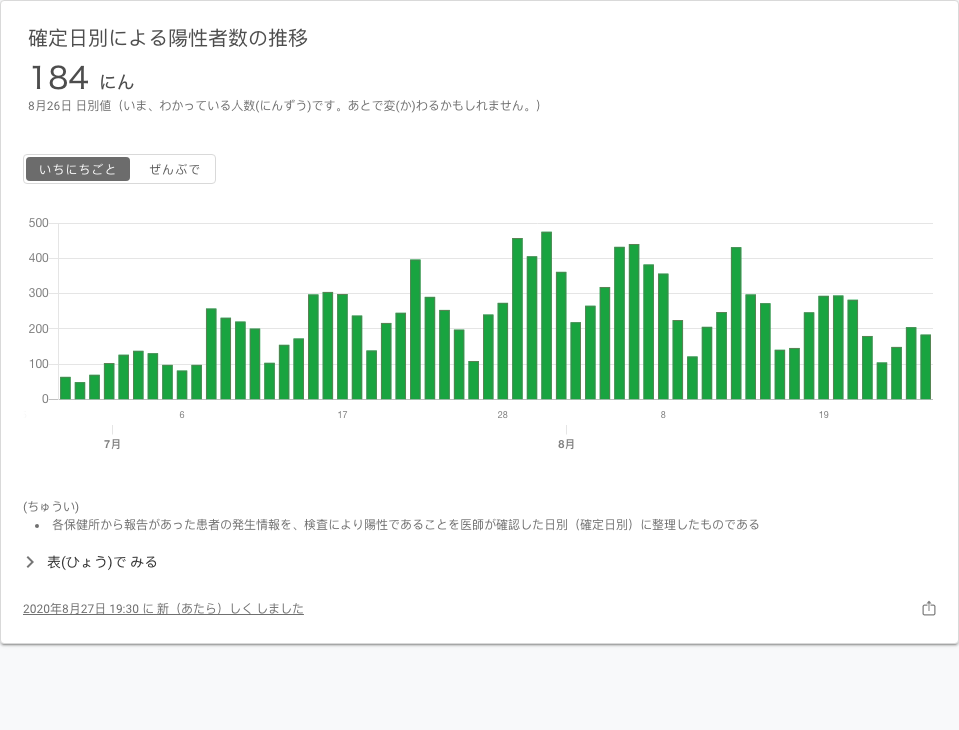 確定日別による陽性者数の推移
184 にん
8月26日 日別値（いま、わかっている人数(にんずう)です。あとで変(か)わるかもしれません。）
いちにちごと ぜんぶで
500
400
300
200
100
0
6 17 28 8 19
7月 8月
(ちゅうい)
• 各保健所から報告があった患者の発生情報を、検査により陽性であることを医師が確認した日別（確定日別）に整理したものである
表(ひょう)で みる
2020年8月27日 19:30 に 新（あたら）しく しました